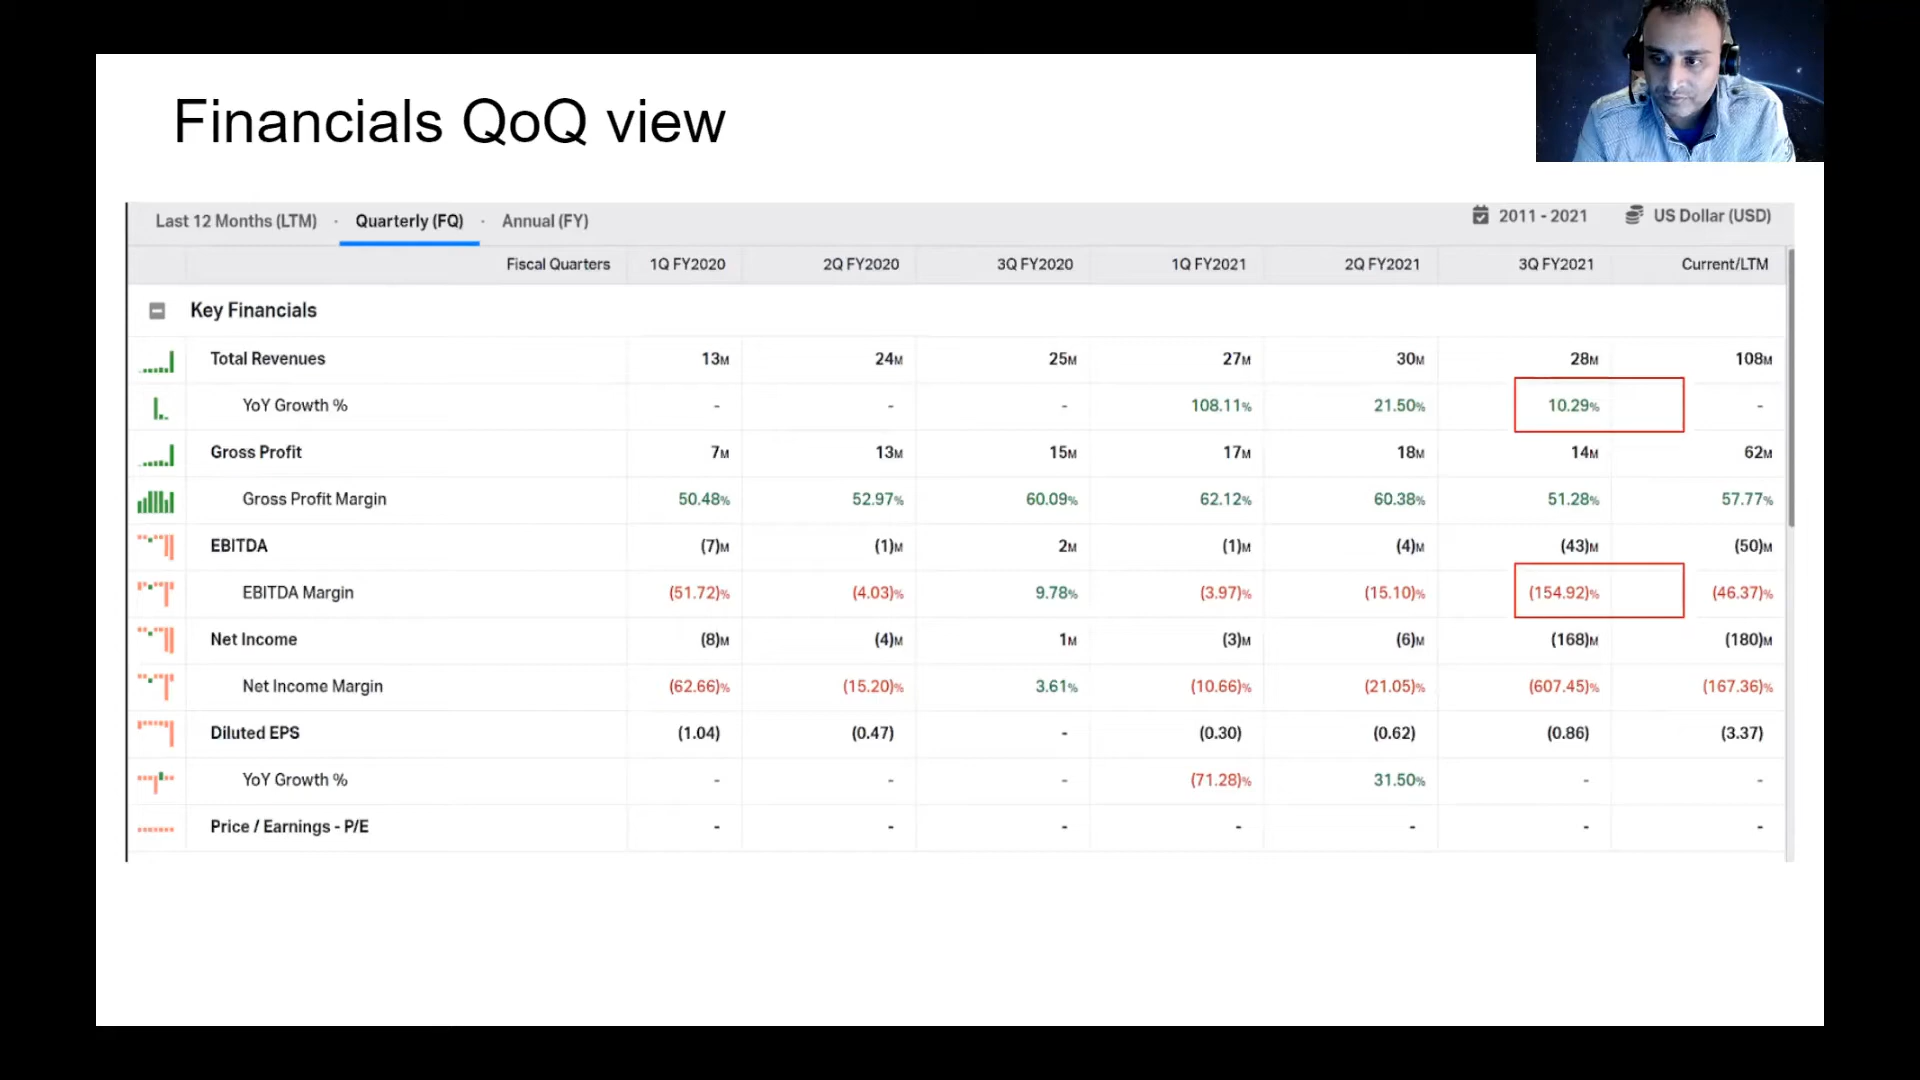 Financials QoQ view
Last 12 Months (LTM) · Quarterly (FQ) · Annual (FY) 2011 - 2021 US Dollar (USD)
Fiscal Quarters 1Q FY2020 2Q FY2020 3Q FY2020 1Q FY2021 2Q FY2021 3Q FY2021 Current/LTM
Key Financials
Total Revenues 13M 24M 25M 27M 30M 28M 108M
YoY Growth % - - - 108.11% 21.50% 10.29% -
Gross Profit 7M 13M 15M 17M 18M 14M 62M
Gross Profit Margin 50.48% 52.97% 60.09% 62.12% 60.38% 51.28% 57.77%
EBITDA (7)M (1)M 2M (1)M (4)M (43)M (50)M
EBITDA Margin (51.72)% (4.03)% 9.78% (3.97)% (15.10)% (154.92)% (46.37)%
Net Income (8)M (4)M 1M (3)M (6)M (168)M (180)M
Net Income Margin (62.66)% (15.20)% 3.61% (10.66)% (21.05)% (607.45)% (167.36)%
Diluted EPS (1.04) (0.47) - (0.30) (0.62) (0.86) (3.37)
YoY Growth % - - - (71.28)% 31.50% - -
Price / Earnings - P/E - - - - - - -